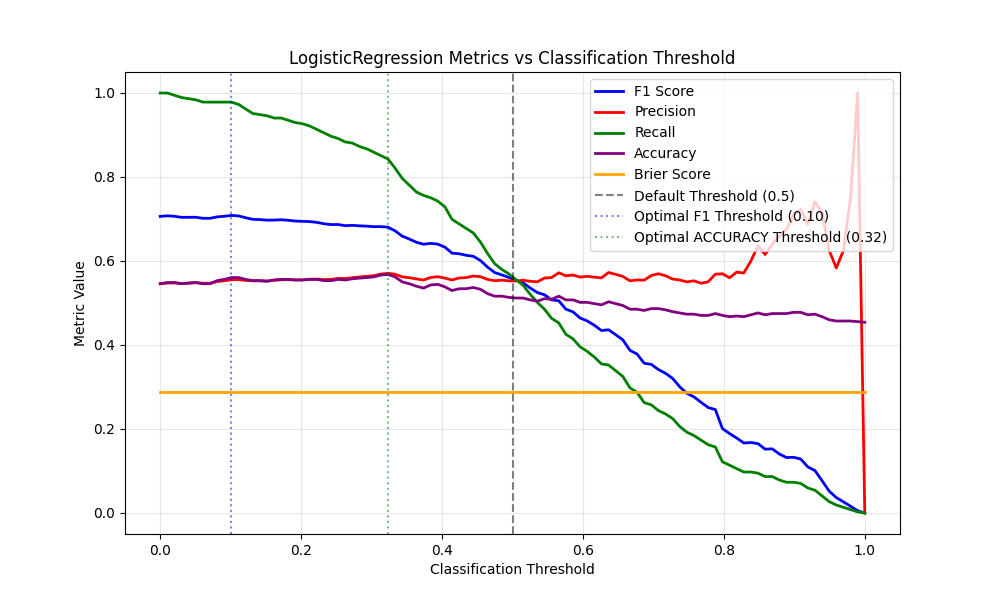 LogisticRegression Metrics vs Classification Threshold
Metric Value
1.0
0.8
0.6
0.4
0.2
0.0
F1 Score
Precision
Recall
Accuracy
Brier Score
Default Threshold (0.5)
Optimal F1 Threshold (0.10)
Optimal ACCURACY Threshold (0.32)
0.0 0.2 0.4 0.6 0.8 1.0
Classification Threshold